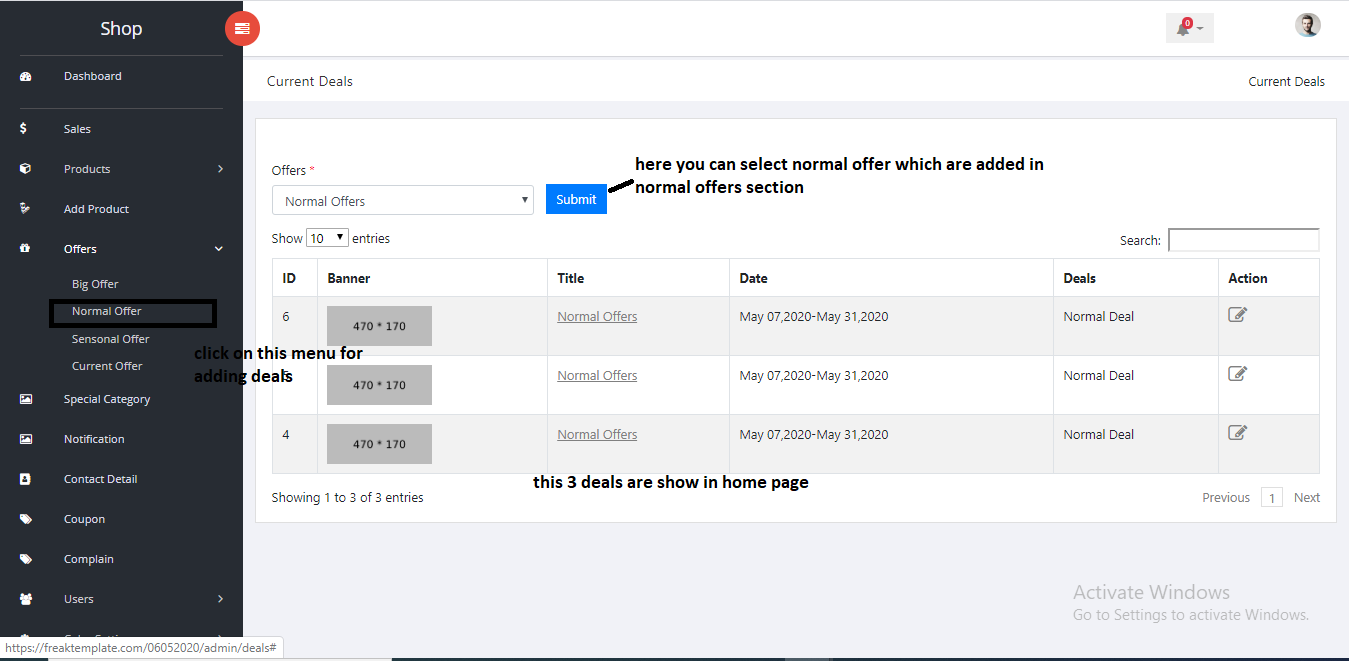 Shop
0
Dashboard
Current Deals
Current Deals
Sales
Products
Add Product
Offers
Big Offer
Normal Offer
Sensonal Offer
Current Offer
Special Category
Notification
Contact Detail
Coupon
Complain
Users
Offers *
Normal Offers
Submit
here you can select normal offer which are added in
normal offers section
Show 10 entries
Search:
ID Banner Title Date Deals Action
6 470 * 170 Normal Offers May 07,2020-May 31,2020 Normal Deal
click on this menu for
adding deals
470 * 170 Normal Offers May 07,2020-May 31,2020 Normal Deal
4 470 * 170 Normal Offers May 07,2020-May 31,2020 Normal Deal
this 3 deals are show in home page
Showing 1 to 3 of 3 entries
Previous 1 Next
Activate Windows
Go to Settings to activate Windows.
https://freaktemplate.com/06052020/admin/deals#